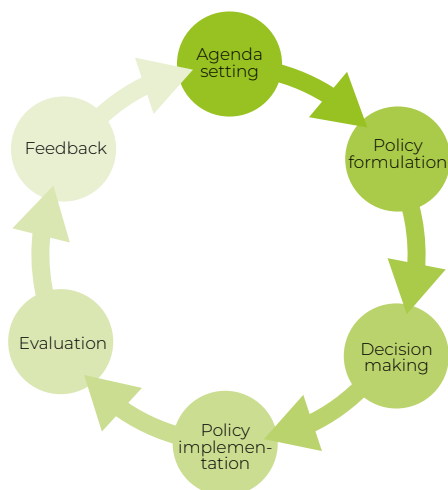 Agenda
setting
Policy
formulation
Decision
making
Policy
implemen-
tation
Evaluation
Feedback